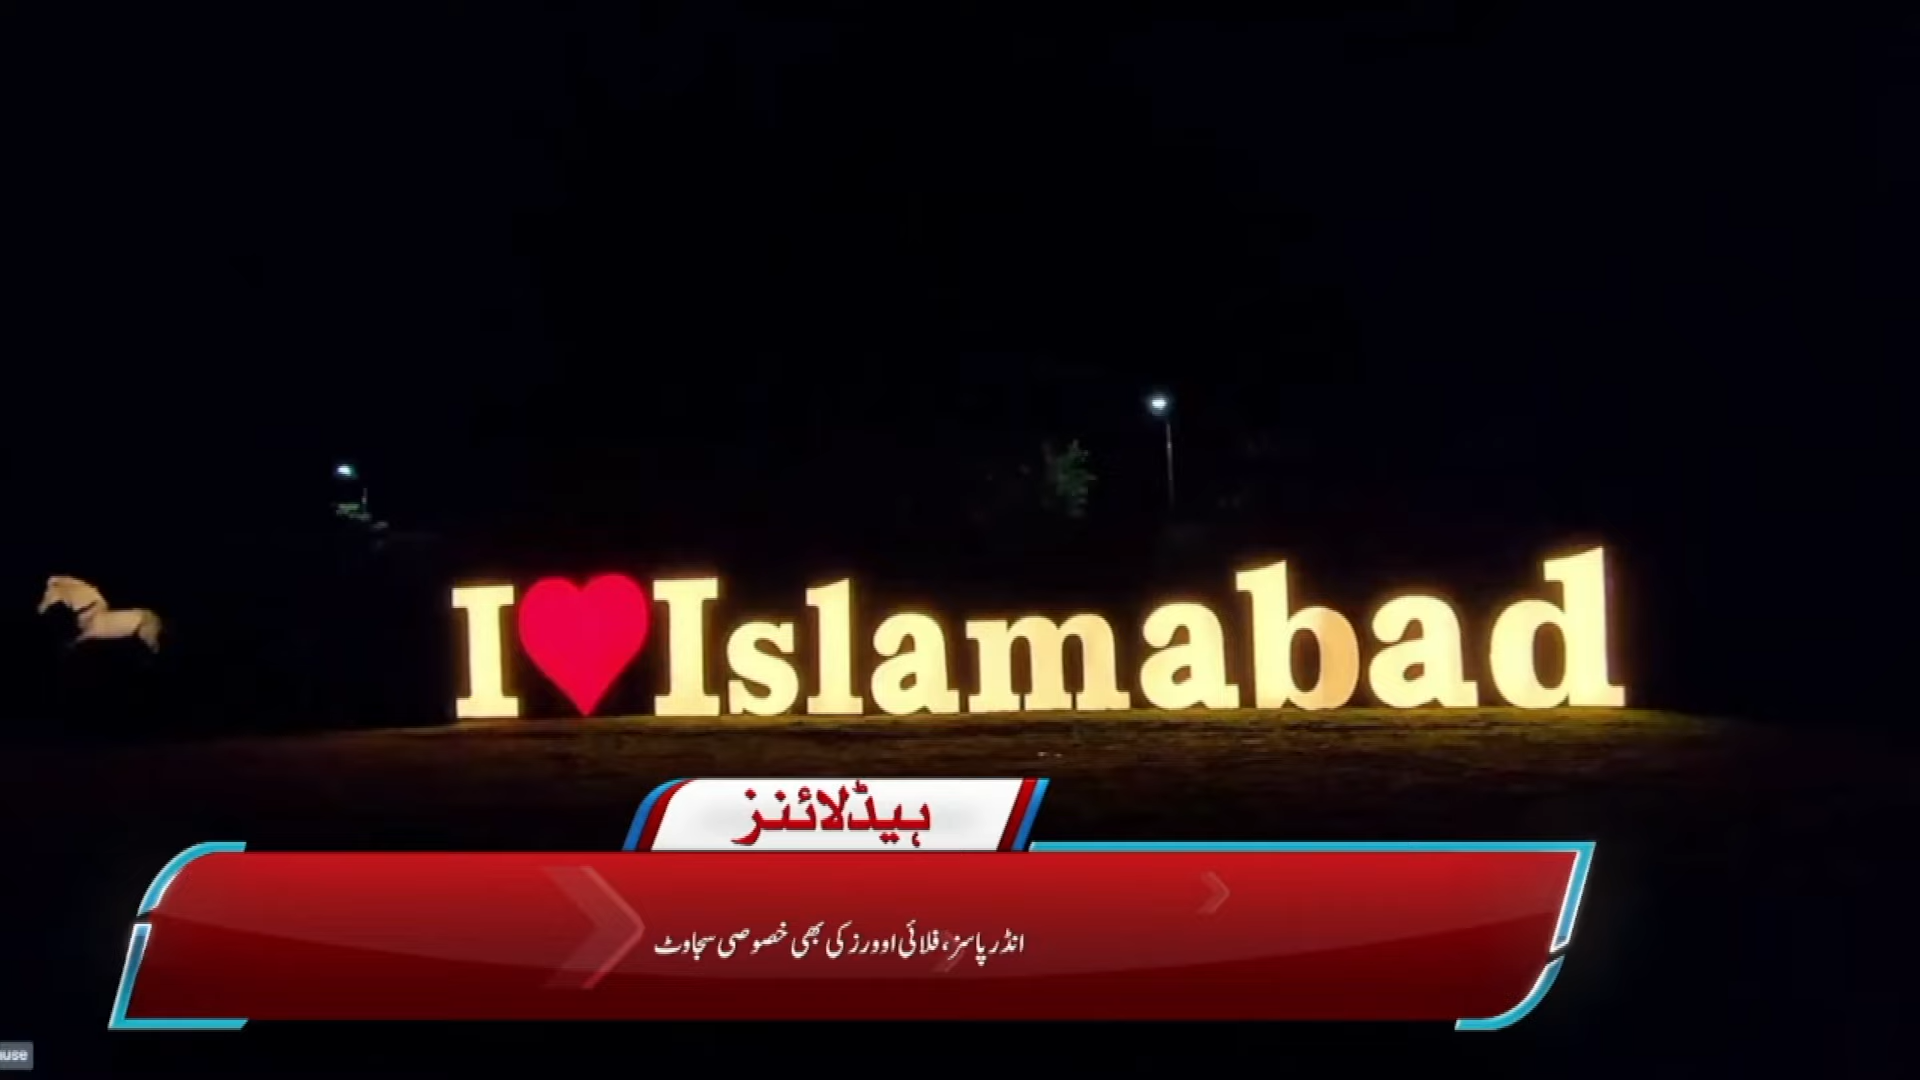 I ❤ Islamabad
ہیڈلائنز
انڈر پاسز، فلائی اوورز کی بھی خصوصی سجاوٹ